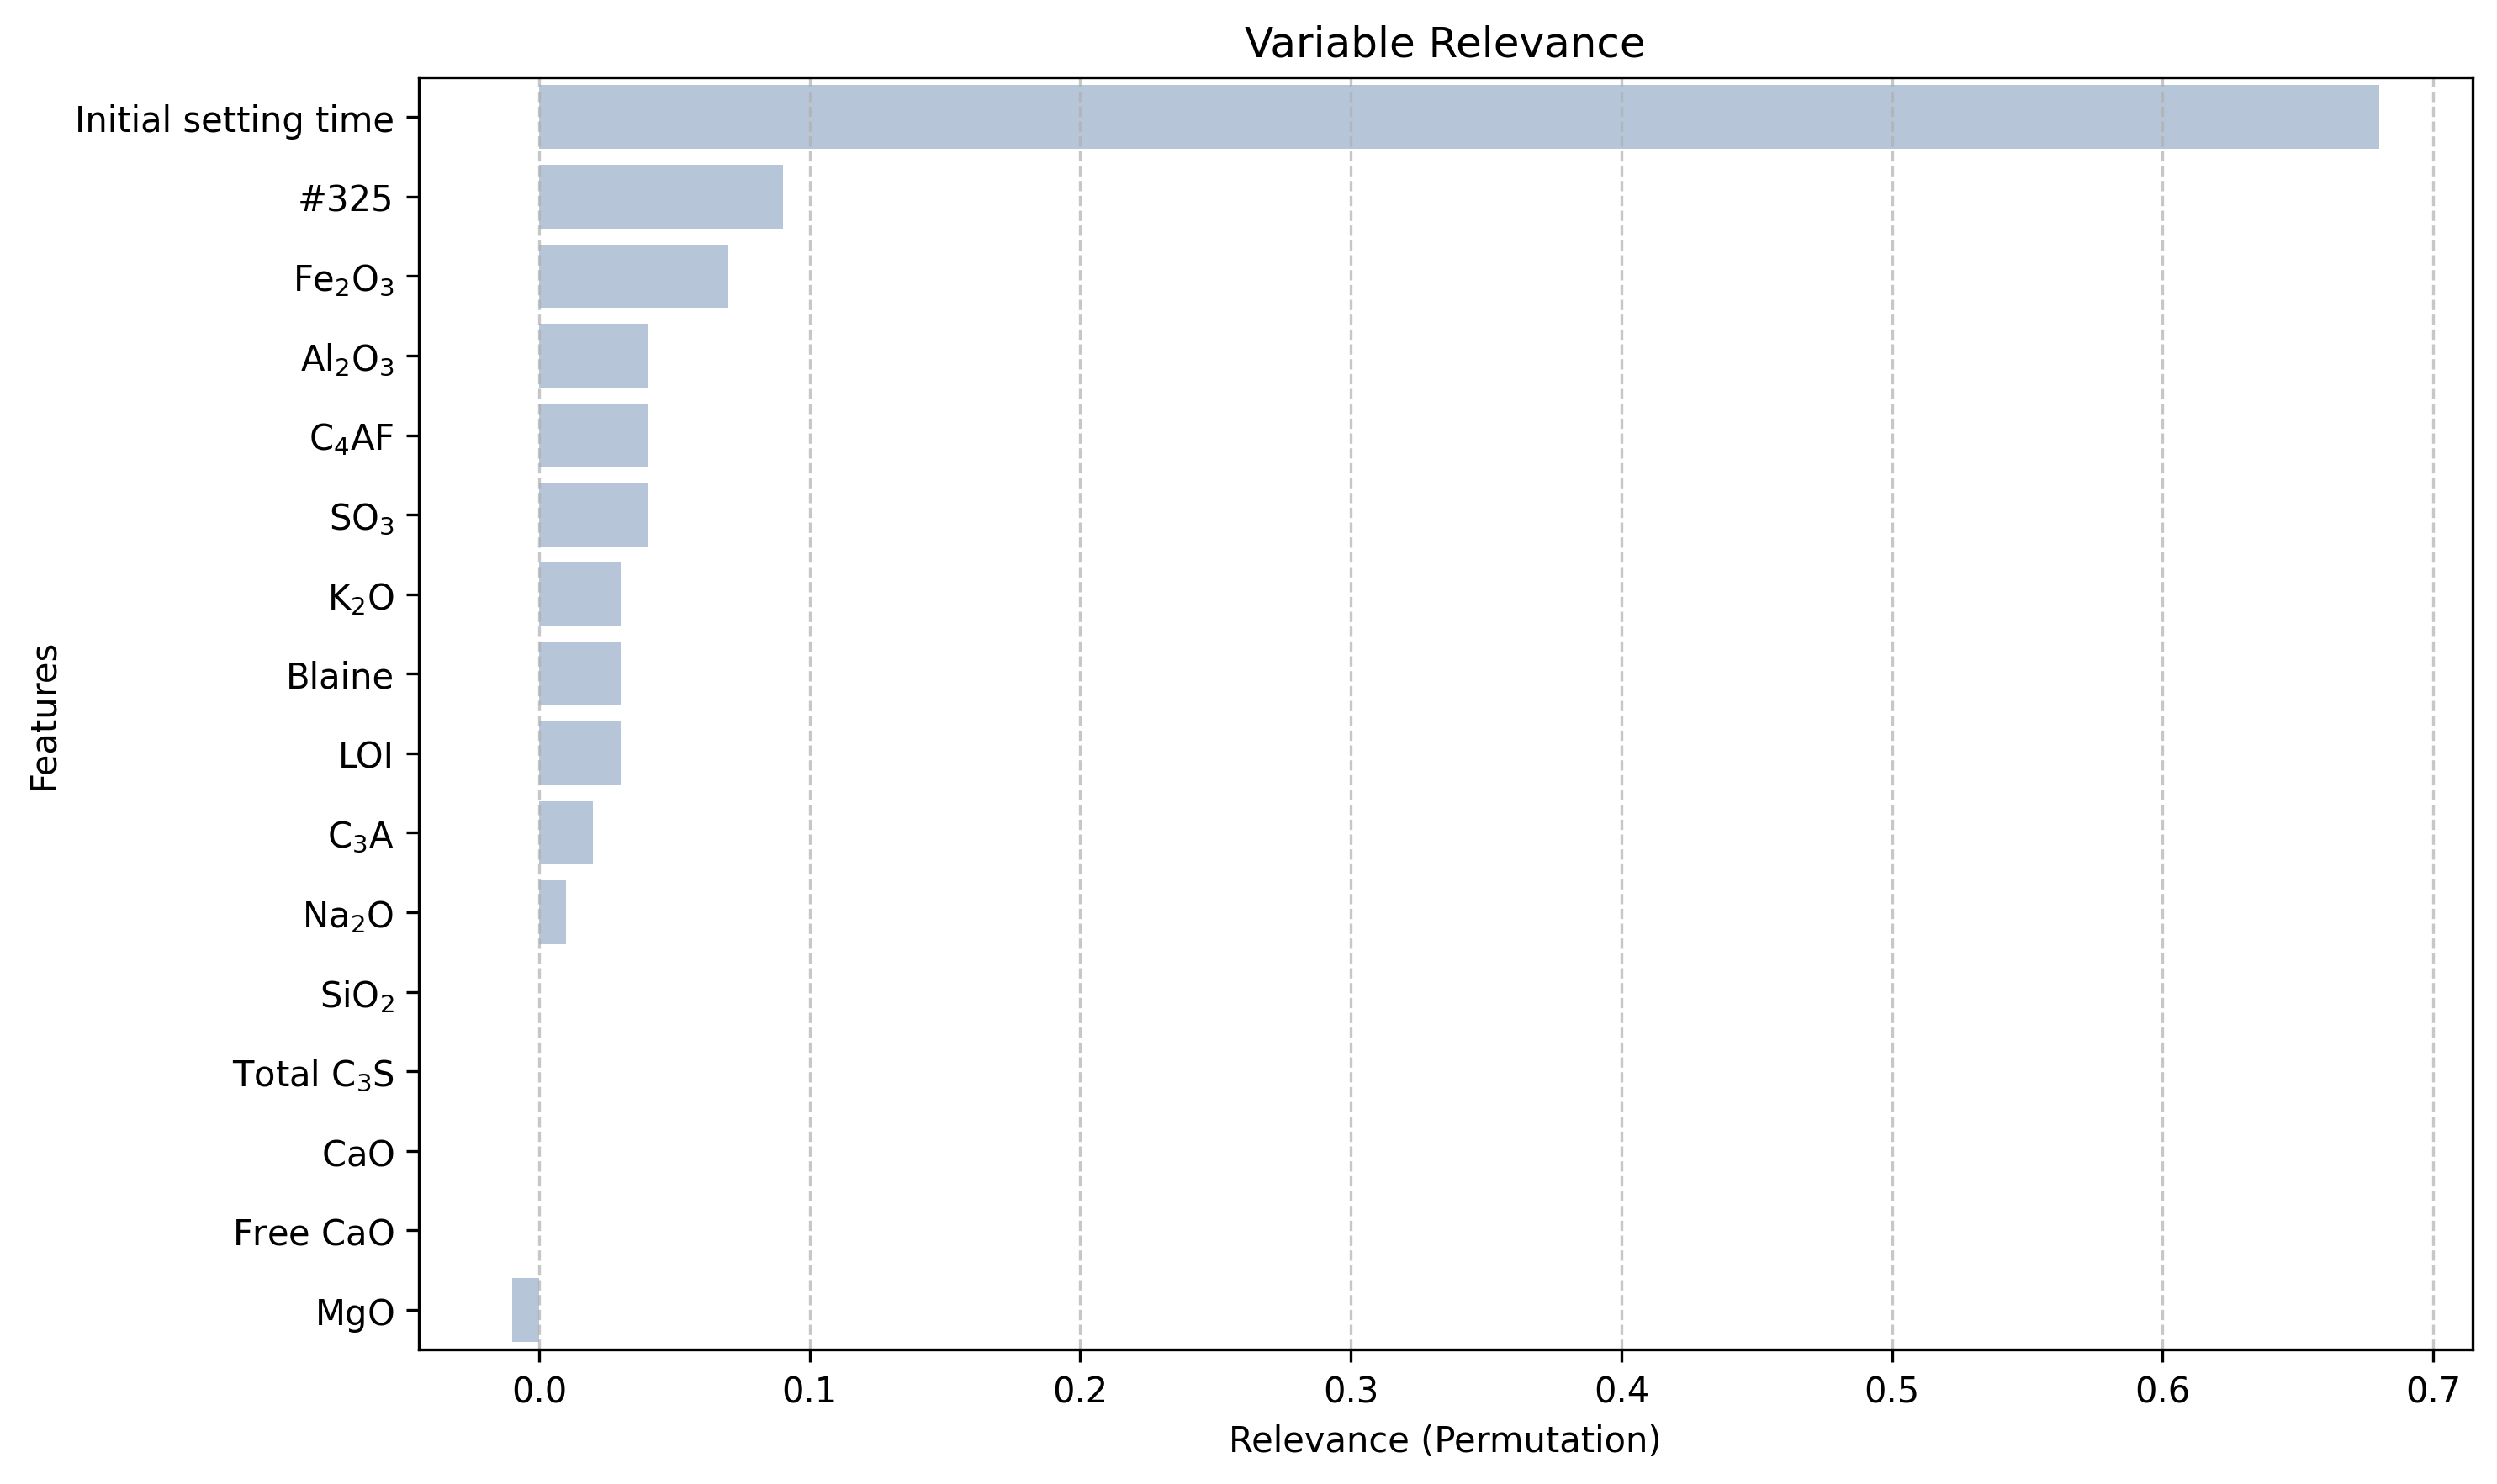 Variable Relevance
Initial setting time
#325
Fe₂O₃
Al₂O₃
C₄AF
SO₃
K₂O
Blaine
LOI
C₃A
Na₂O
SiO₂
Total C₃S
CaO
Free CaO
MgO
Features
0.0 0.1 0.2 0.3 0.4 0.5 0.6 0.7
Relevance (Permutation)